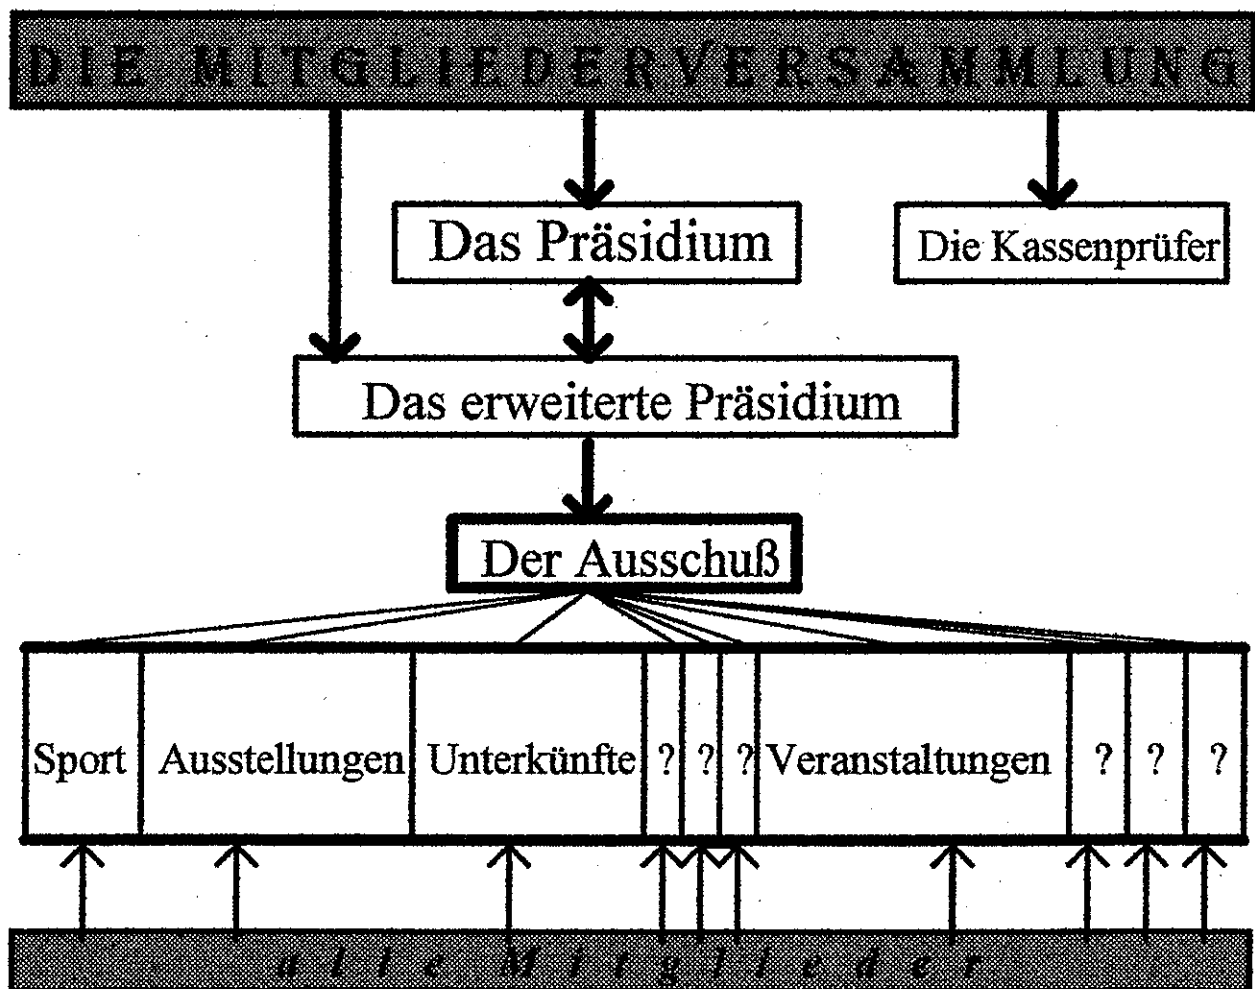 DIE MITGLIEDERVERSAMMLUNG
Das Präsidium
Die Kassenprüfer
Das erweiterte Präsidium
Der Ausschuß
Sport Ausstellungen Unterkünfte ? ? ? Veranstaltungen ? ? ?
alle Mitglieder